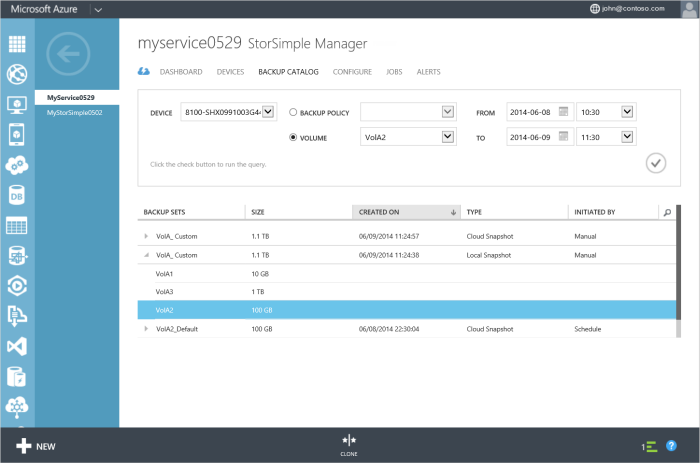 Microsoft Azure
john@contoso.com
myservice0529 StorSimple Manager
DASHBOARD DEVICES BACKUP CATALOG CONFIGURE JOBS ALERTS
MyService0529
MyStorSimple0502
DEVICE 8100-SHX0991003G4 BACKUP POLICY FROM 2014-06-08 10:30
VOLUME VolA2 TO 2014-06-09 11:30
Click the check button to run the query.
BACKUP SETS SIZE CREATED ON TYPE INITIATED BY
VolA_ Custom 1.1 TB 06/09/2014 11:24:57 Cloud Snapshot Manual
VolA_ Custom 1.1 TB 06/09/2014 11:24:38 Local Snapshot Manual
VolA1 10 GB
VolA3 1 TB
VolA2 100 GB
VolA2_Default 100 GB 06/08/2014 22:30:04 Cloud Snapshot Schedule
DB
NEW
CLONE
1
?